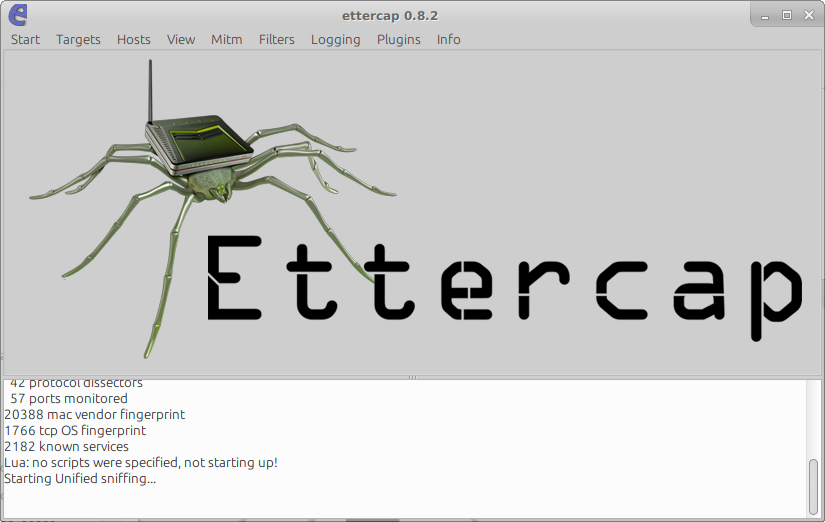 ettercap 0.8.2
Start Targets Hosts View Mitm Filters Logging Plugins Info
Ettercap
42 protocol dissectors
57 ports monitored
20388 mac vendor fingerprint
1766 tcp OS fingerprint
2182 known services
Lua: no scripts were specified, not starting up!
Starting Unified sniffing...